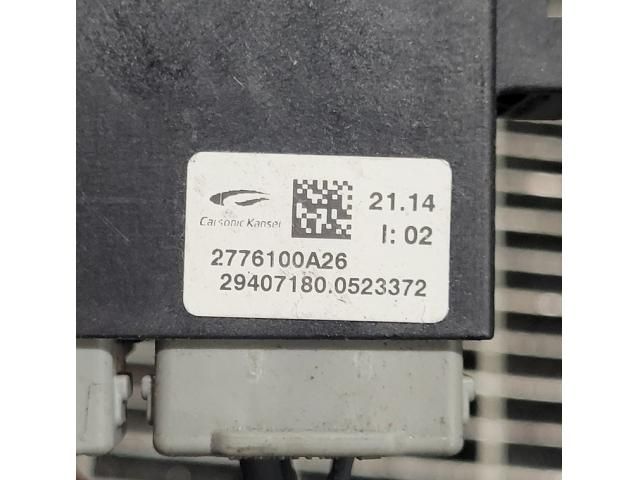 Calsonic Kansei
21.14
I: 02
2776100A26
29407180.0523372